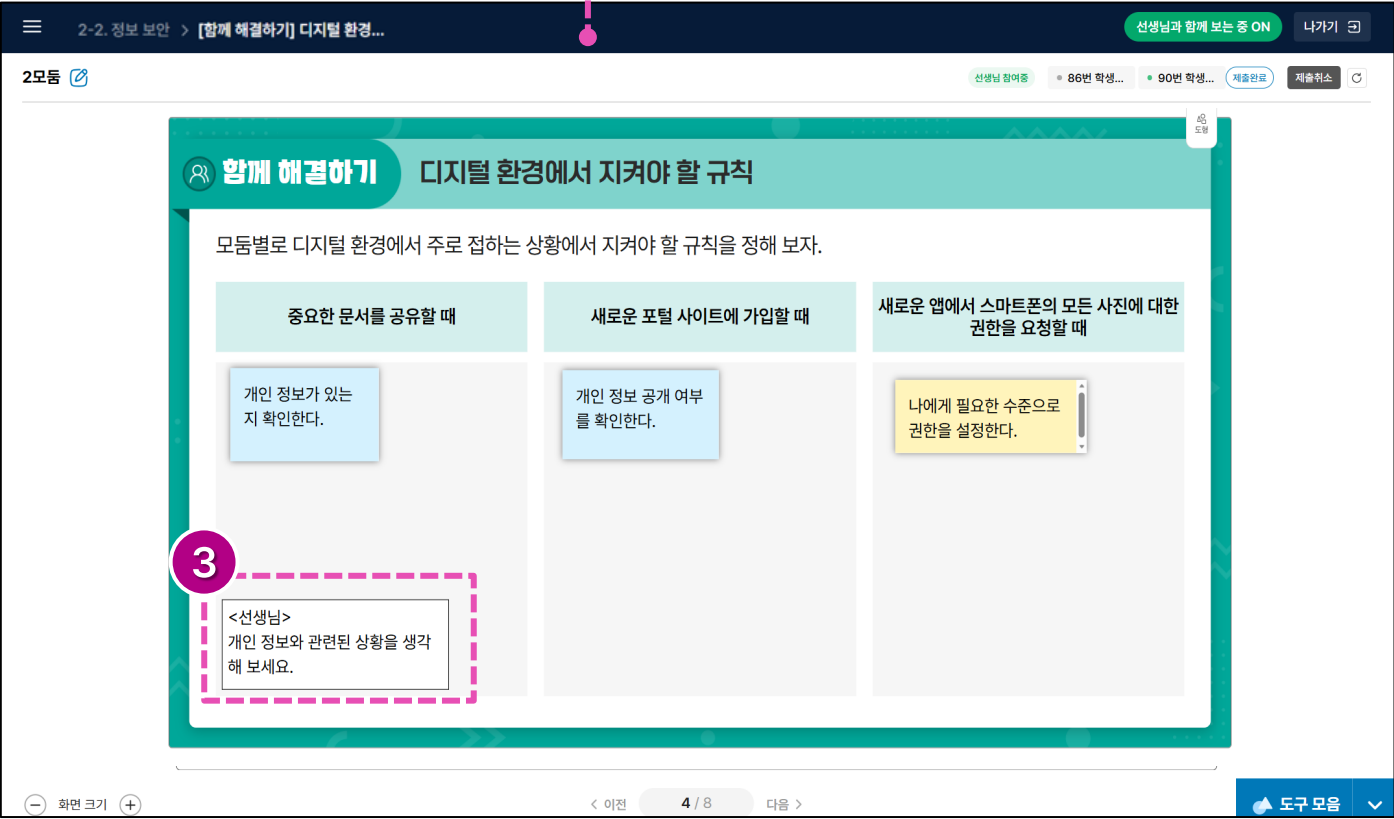 2-2. 정보 보안 > [함께 해결하기] 디지털 환경...
선생님과 함께 보는 중 ON
나가기
2모둠
선생님 참여중
86번 학생...
90번 학생...
제출완료
제출취소
도형
함께 해결하기
디지털 환경에서 지켜야 할 규칙
모둠별로 디지털 환경에서 주로 접하는 상황에서 지켜야 할 규칙을 정해 보자.
중요한 문서를 공유할 때
새로운 포털 사이트에 가입할 때
새로운 앱에서 스마트폰의 모든 사진에 대한
권한을 요청할 때
개인 정보가 있는
지 확인한다.
개인 정보 공개 여부
를 확인한다.
나에게 필요한 수준으로
권한을 설정한다.
3
<선생님>
개인 정보와 관련된 상황을 생각
해 보세요.
화면 크기
< 이전
4 / 8
다음 >
도구 모음